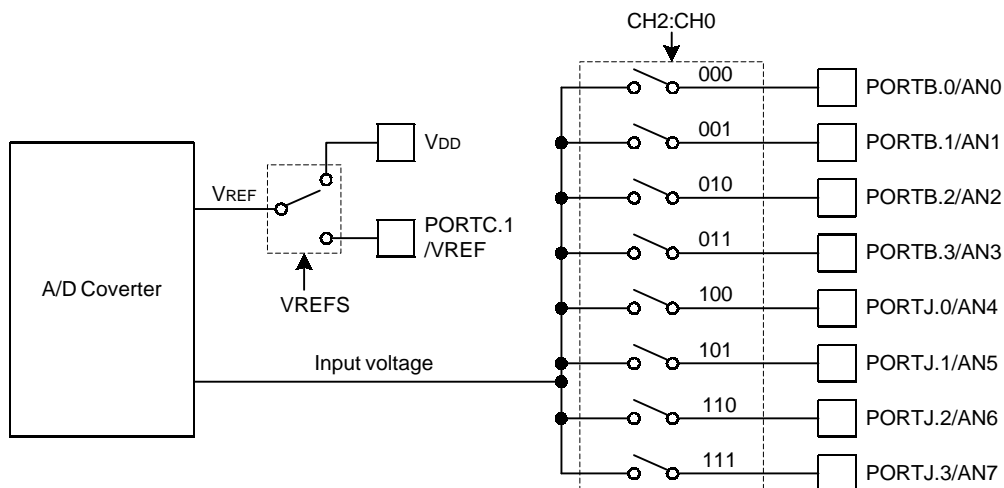 CH2:CH0
000
PORTB.0/AN0
001
PORTB.1/AN1
VDD
010
PORTB.2/AN2
VREF
PORTC.1
/VREF
011
PORTB.3/AN3
A/D Coverter
VREFS
100
PORTJ.0/AN4
Input voltage
101
PORTJ.1/AN5
110
PORTJ.2/AN6
111
PORTJ.3/AN7